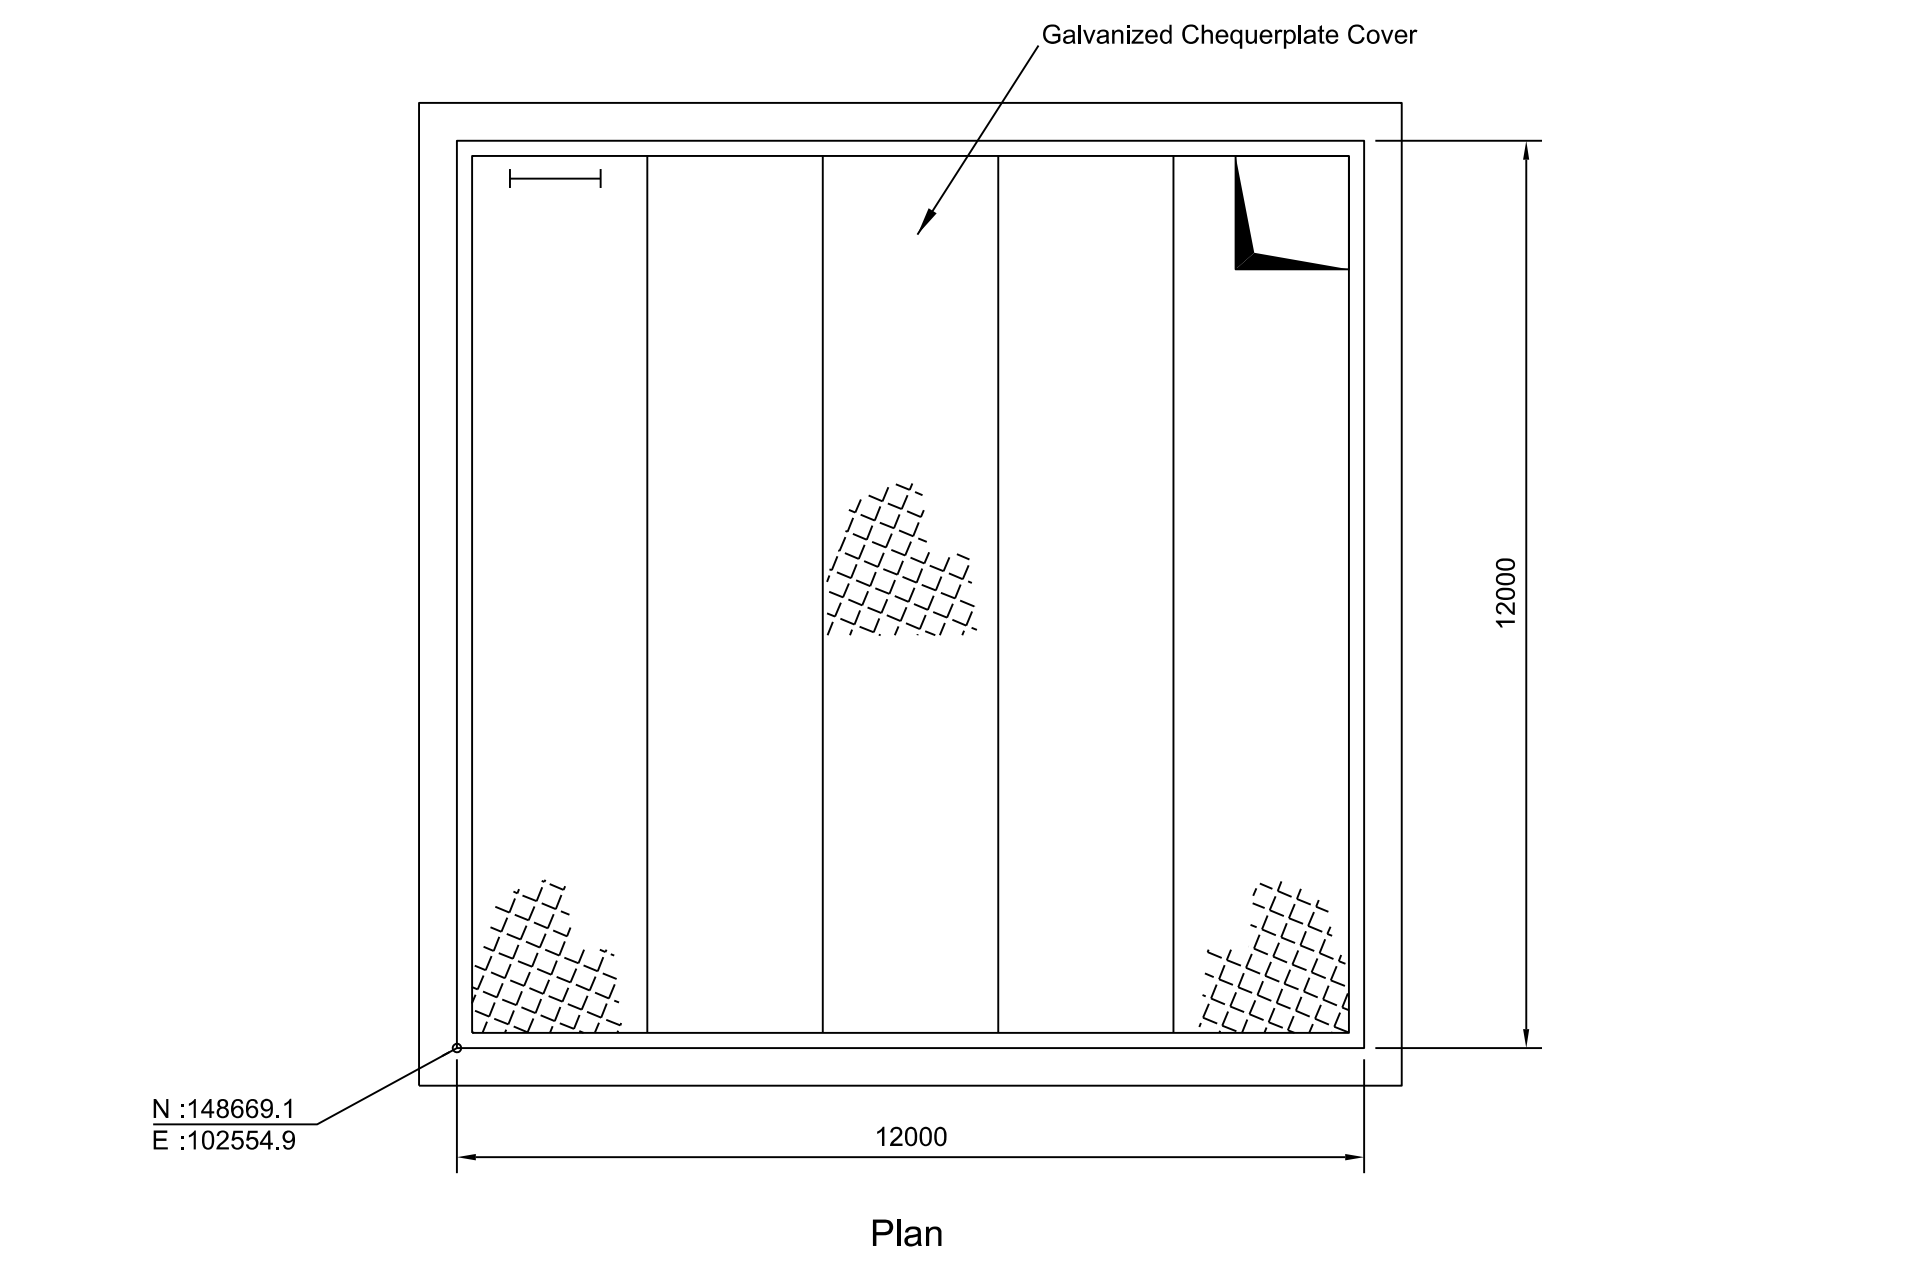 Galvanized Chequerplate Cover
12000
N :148669.1
E :102554.9
12000
Plan